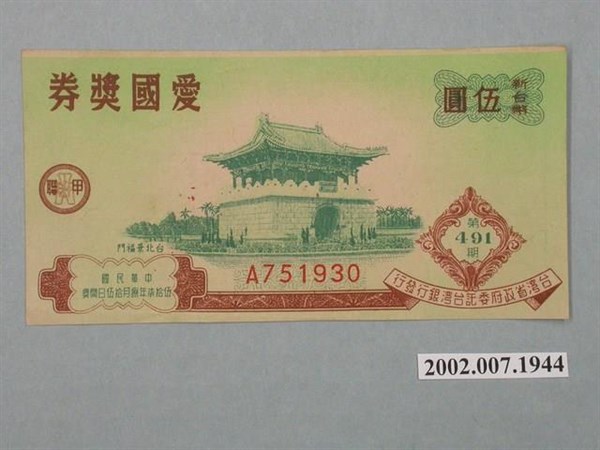 愛國獎券
新台幣
伍圓
甲聯
第
491
期
台北景福門
A751930
中華民國
伍拾柒年月拾伍日開獎
台灣省政府委託台灣銀行發行
2002.007.1944